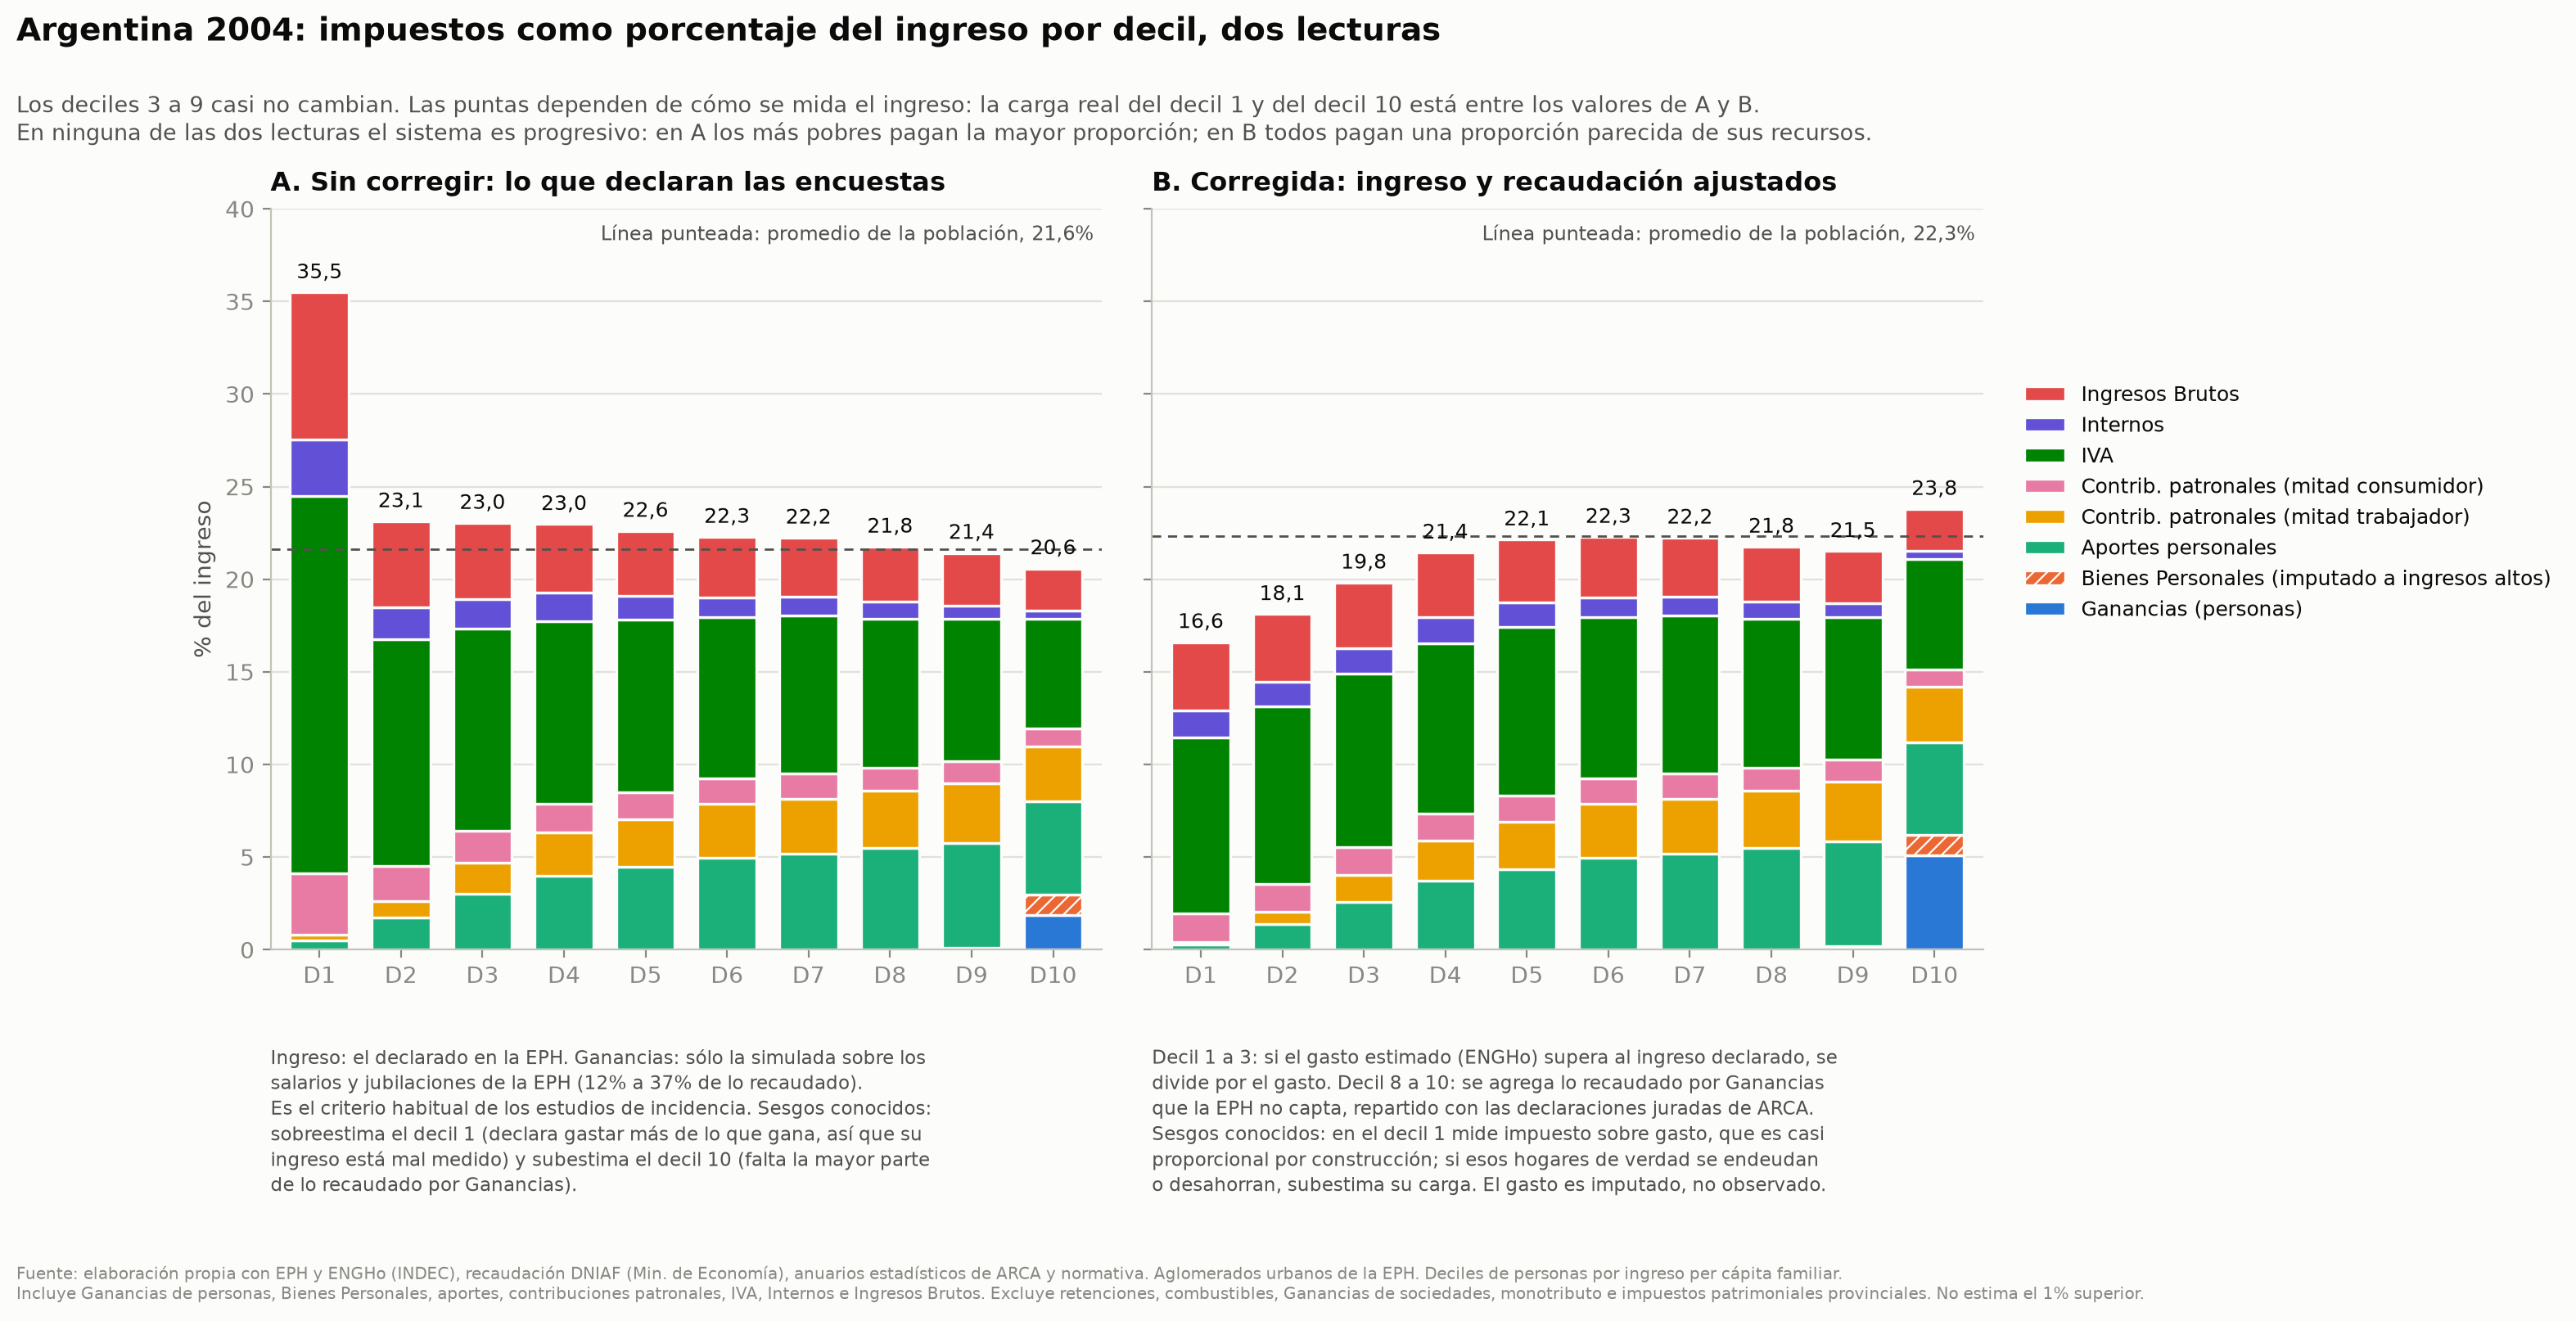 Argentina 2004: impuestos como porcentaje del ingreso por decil, dos lecturas
Los deciles 3 a 9 casi no cambian. Las puntas dependen de cómo se mida el ingreso: la carga real del decil 1 y del decil 10 está entre los valores de A y B.
En ninguna de las dos lecturas el sistema es progresivo: en A los más pobres pagan la mayor proporción; en B todos pagan una proporción parecida de sus recursos.
A. Sin corregir: lo que declaran las encuestas
% del ingreso
40
35
30
25
20
15
10
5
0
Línea punteada: promedio de la población, 21,6%
35,5
23,1
23,0
23,0
22,6
22,3
22,2
21,8
21,4
20,6
D1 D2 D3 D4 D5 D6 D7 D8 D9 D10
Ingreso: el declarado en la EPH. Ganancias: sólo la simulada sobre los
salarios y jubilaciones de la EPH (12% a 37% de lo recaudado).
Es el criterio habitual de los estudios de incidencia. Sesgos conocidos:
sobreestima el decil 1 (declara gastar más de lo que gana, así que su
ingreso está mal medido) y subestima el decil 10 (falta la mayor parte
de lo recaudado por Ganancias).
B. Corregida: ingreso y recaudación ajustados
Línea punteada: promedio de la población, 22,3%
16,6
18,1
19,8
21,4
22,1
22,3
22,2
21,8
21,5
23,8
D1 D2 D3 D4 D5 D6 D7 D8 D9 D10
Decil 1 a 3: si el gasto estimado (ENGHo) supera al ingreso declarado, se
divide por el gasto. Decil 8 a 10: se agrega lo recaudado por Ganancias
que la EPH no capta, repartido con las declaraciones juradas de ARCA.
Sesgos conocidos: en el decil 1 mide impuesto sobre gasto, que es casi
proporcional por construcción; si esos hogares de verdad se endeudan
o desahorran, subestima su carga. El gasto es imputado, no observado.
Ingresos Brutos
Internos
IVA
Contrib. patronales (mitad consumidor)
Contrib. patronales (mitad trabajador)
Aportes personales
Bienes Personales (imputado a ingresos altos)
Ganancias (personas)
Fuente: elaboración propia con EPH y ENGHo (INDEC), recaudación DNIAF (Min. de Economía), anuarios estadísticos de ARCA y normativa. Aglomerados urbanos de la EPH. Deciles de personas por ingreso per cápita familiar.
Incluye Ganancias de personas, Bienes Personales, aportes, contribuciones patronales, IVA, Internos e Ingresos Brutos. Excluye retenciones, combustibles, Ganancias de sociedades, monotributo e impuestos patrimoniales provinciales. No estima el 1% superior.